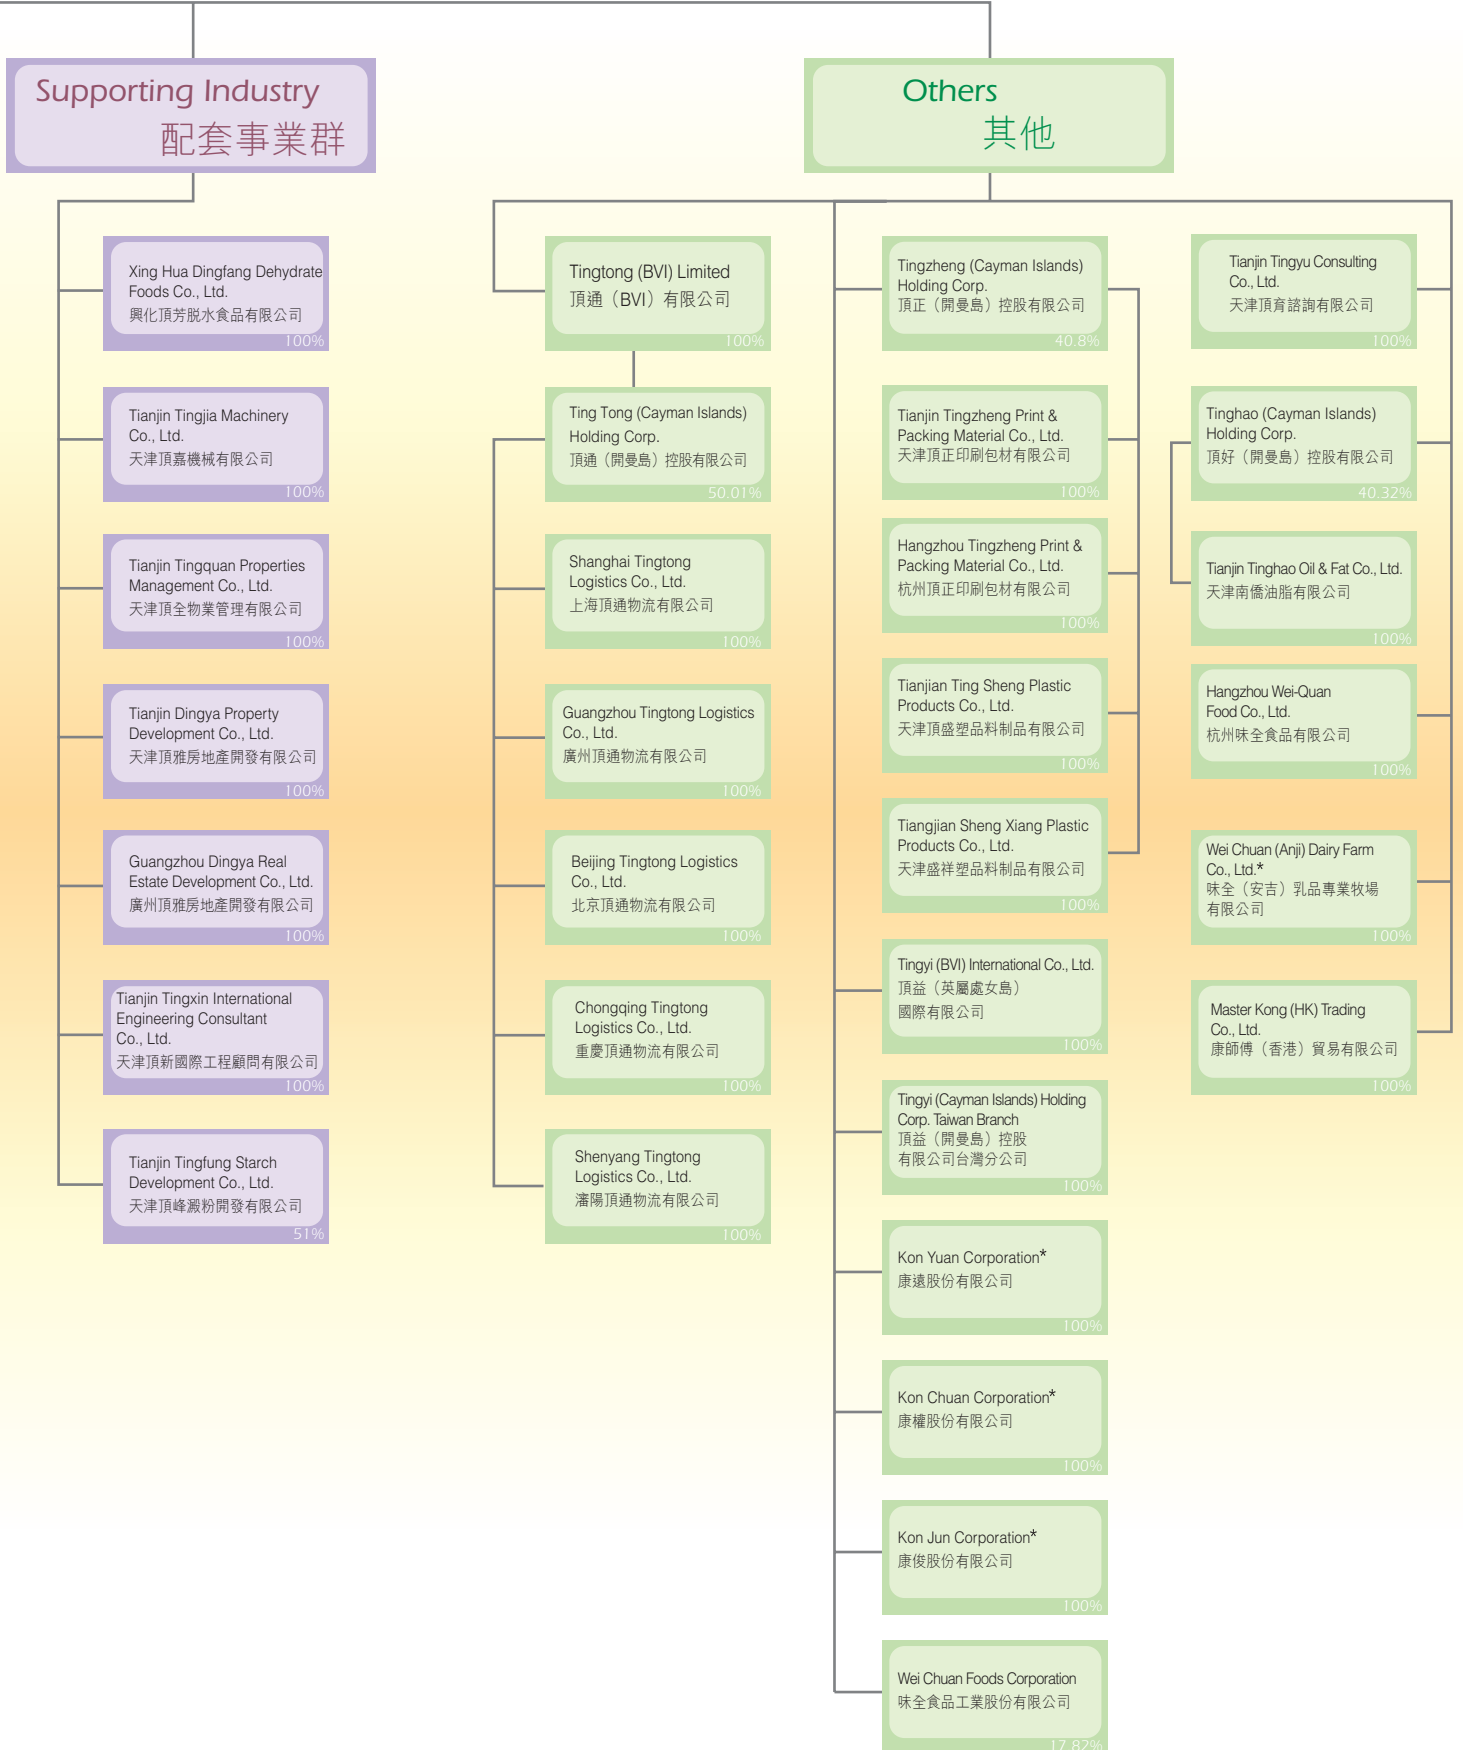 Supporting Industry
配套事業群
Xing Hua Dingfang Dehydrate
Foods Co., Ltd.
興化頂芳脱水食品有限公司
100%
Tianjin Tingjia Machinery
Co., Ltd.
天津頂嘉機械有限公司
100%
Tianjin Tingquan Properties
Management Co., Ltd.
天津頂全物業管理有限公司
100%
Tianjin Dingya Property
Development Co., Ltd.
天津頂雅房地產開發有限公司
100%
Guangzhou Dingya Real
Estate Development Co., Ltd.
廣州頂雅房地產開發有限公司
100%
Tianjin Tingxin International
Engineering Consultant
Co., Ltd.
天津頂新國際工程顧問有限公司
100%
Tianjin Tingfung Starch
Development Co., Ltd.
天津頂峰澱粉開發有限公司
51%
Others
其他
Tingtong (BVI) Limited
頂通（BVI）有限公司
100%
Ting Tong (Cayman Islands)
Holding Corp.
頂通（開曼島）控股有限公司
50.01%
Shanghai Tingtong
Logistics Co., Ltd.
上海頂通物流有限公司
100%
Guangzhou Tingtong Logistics
Co., Ltd.
廣州頂通物流有限公司
100%
Beijing Tingtong Logistics
Co., Ltd.
北京頂通物流有限公司
100%
Chongqing Tingtong
Logistics Co., Ltd.
重慶頂通物流有限公司
100%
Shenyang Tingtong
Logistics Co., Ltd.
瀋陽頂通物流有限公司
100%
Tingzheng (Cayman Islands)
Holding Corp.
頂正（開曼島）控股有限公司
40.8%
Tianjin Tingzheng Print &
Packing Material Co., Ltd.
天津頂正印刷包材有限公司
100%
Hangzhou Tingzheng Print &
Packing Material Co., Ltd.
杭州頂正印刷包材有限公司
100%
Tianjian Ting Sheng Plastic
Products Co., Ltd.
天津頂盛塑品料制品有限公司
100%
Tiangjian Sheng Xiang Plastic
Products Co., Ltd.
天津盛祥塑品料制品有限公司
100%
Tingyi (BVI) International Co., Ltd.
頂益（英屬處女島）
國際有限公司
100%
Tingyi (Cayman Islands) Holding
Corp. Taiwan Branch
頂益（開曼島）控股
有限公司台灣分公司
100%
Kon Yuan Corporation*
康遠股份有限公司
100%
Kon Chuan Corporation*
康權股份有限公司
100%
Kon Jun Corporation*
康俊股份有限公司
100%
Wei Chuan Foods Corporation
味全食品工業股份有限公司
17.82%
Tianjin Tingyu Consulting
Co., Ltd.
天津頂育諮詢有限公司
100%
Tinghao (Cayman Islands)
Holding Corp.
頂好（開曼島）控股有限公司
40.32%
Tianjin Tinghao Oil & Fat Co., Ltd.
天津南僑油脂有限公司
100%
Hangzhou Wei-Quan
Food Co., Ltd.
杭州味全食品有限公司
100%
Wei Chuan (Anji) Dairy Farm
Co., Ltd.*
味全（安吉）乳品專業牧場
有限公司
100%
Master Kong (HK) Trading
Co., Ltd.
康師傅（香港）貿易有限公司
100%